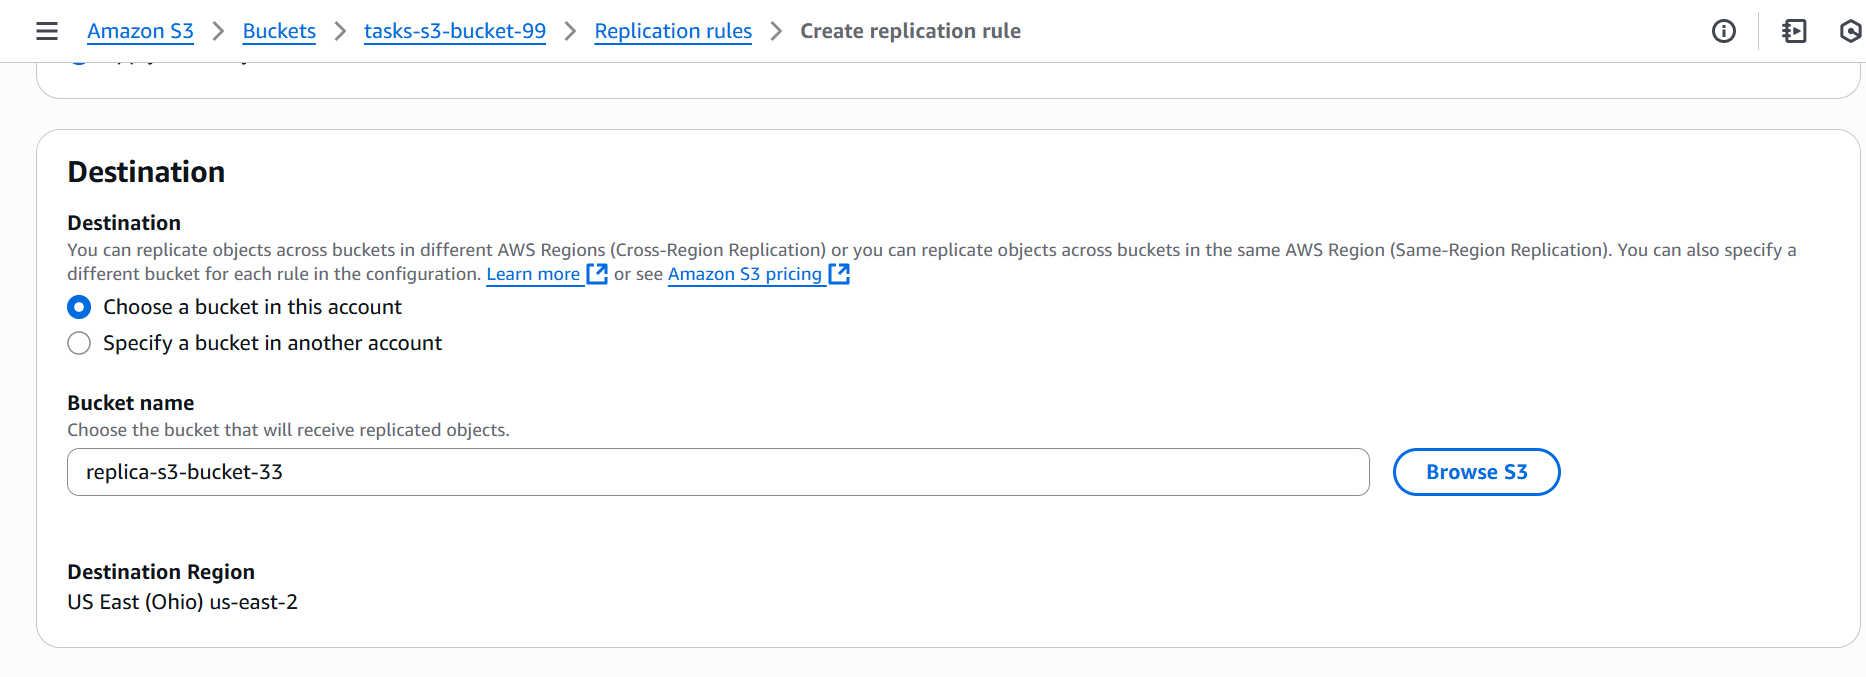 Amazon S3 > Buckets > tasks-s3-bucket-99 > Replication rules > Create replication rule
Destination
Destination
You can replicate objects across buckets in different AWS Regions (Cross-Region Replication) or you can replicate objects across buckets in the same AWS Region (Same-Region Replication). You can also specify a
different bucket for each rule in the configuration. Learn more or see Amazon S3 pricing
Choose a bucket in this account
Specify a bucket in another account
Bucket name
Choose the bucket that will receive replicated objects.
replica-s3-bucket-33
Browse S3
Destination Region
US East (Ohio) us-east-2